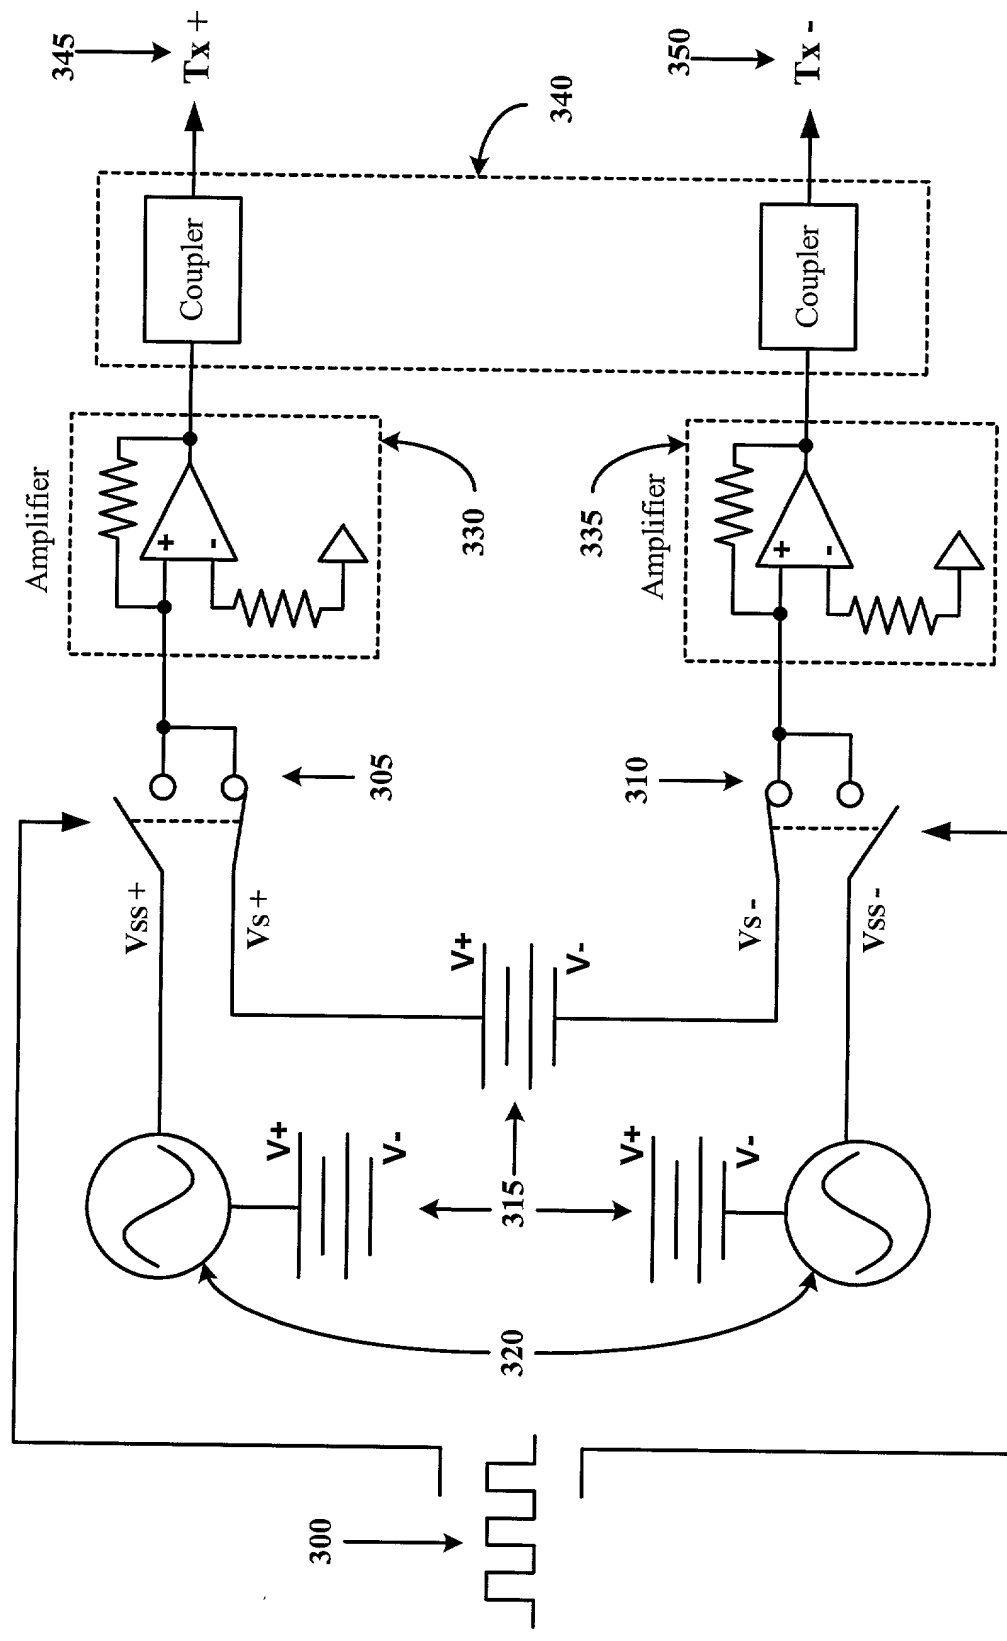 345
Tx +
350
Tx -
340
Coupler
Coupler
Amplifier
330
335
Amplifier
+
-
+
-
305
310
Vss +
Vs +
Vs -
Vss -
V+
V-
V+
V-
315
V+
V-
320
300